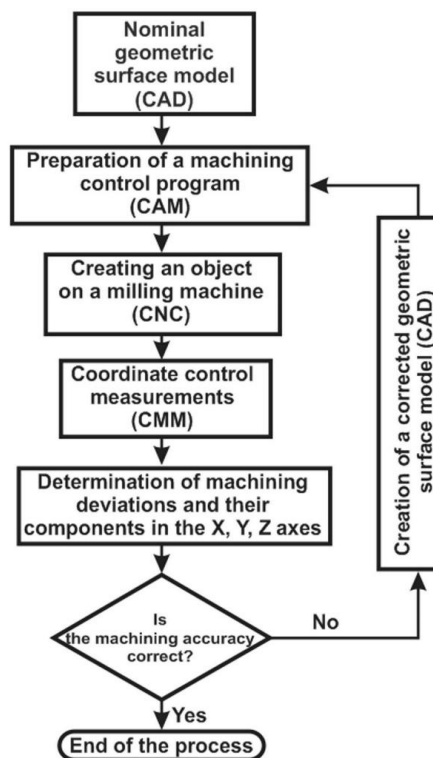 Nominal
geometric
surface model
(CAD)
Preparation of a machining
control program
(CAM)
Creating an object
on a milling machine
(CNC)
Coordinate control
measurements
(CMM)
Determination of machining
deviations and their
components in the X, Y, Z axes
Is
the machining accuracy
correct?
No
Creation of a corrected geometric
surface model (CAD)
Yes
End of the process